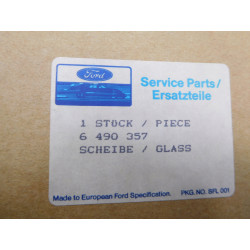 Ford
Service Parts/
Ersatzteile
1 STÜCK / PIECE
6 490 357
SCHEIBE / GLASS
Made to European Ford Specification.
PKG. NO. BFL 001